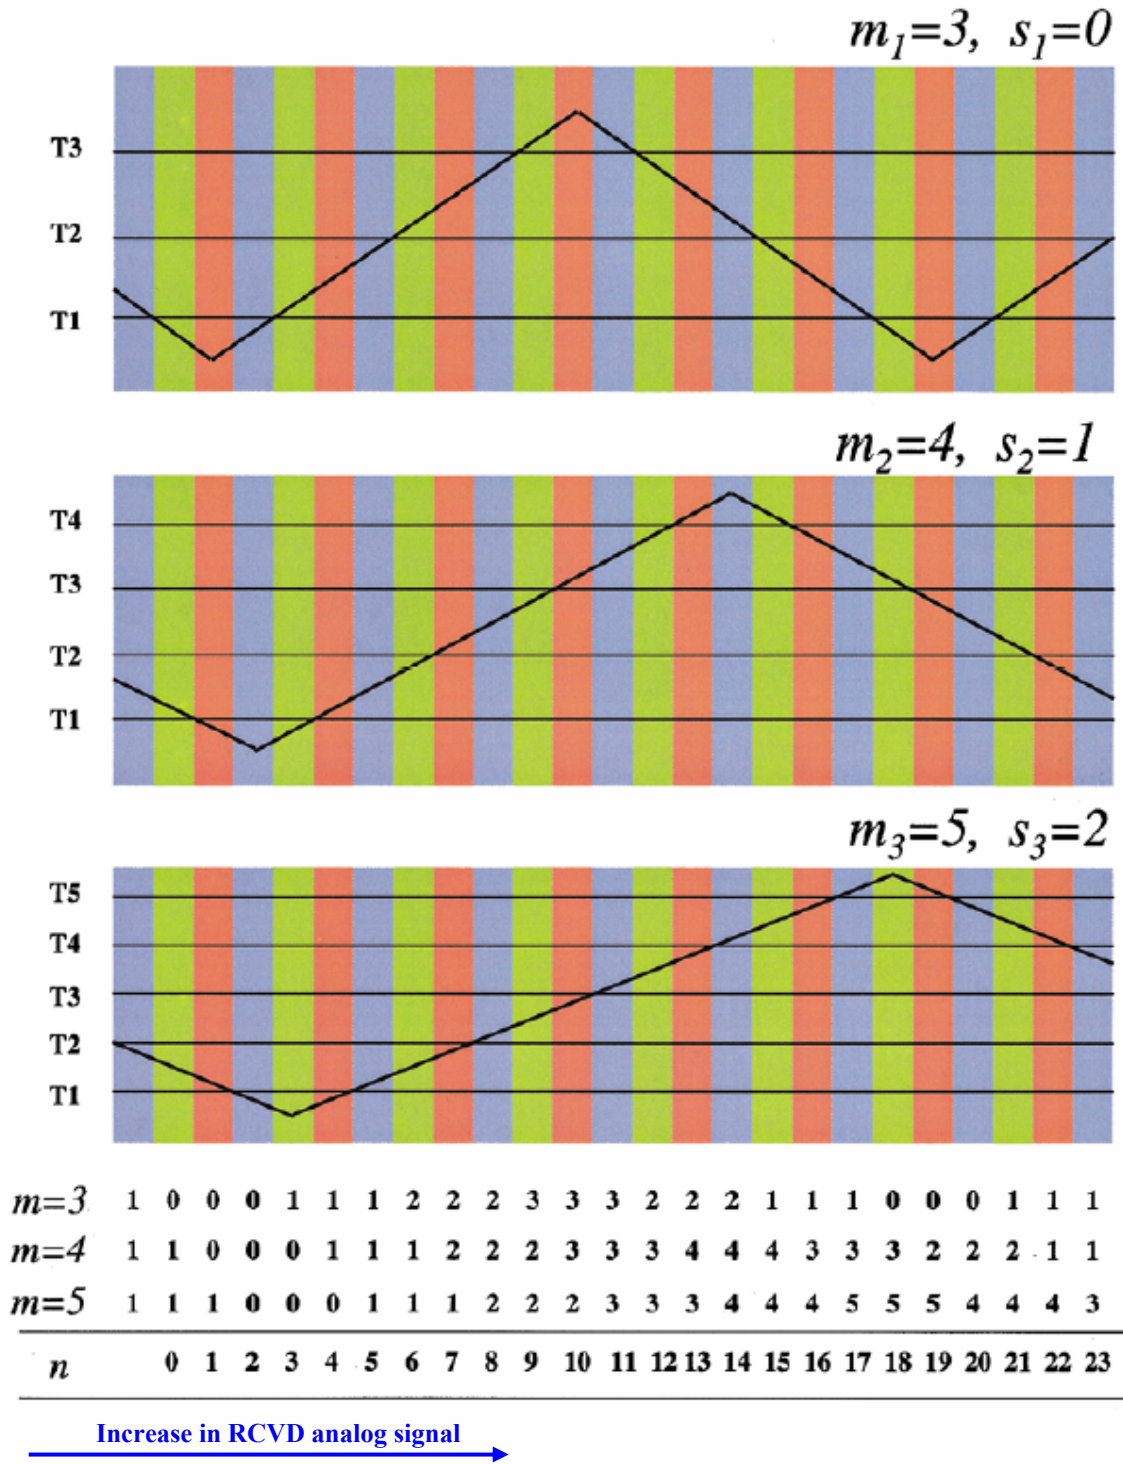 m1=3, s1=0
T3
T2
T1
m2=4, s2=1
T4
T3
T2
T1
m3=5, s3=2
T5
T4
T3
T2
T1
m=3 1 0 0 0 1 1 1 2 2 2 3 3 3 2 2 2 1 1 1 0 0 0 1 1 1
m=4 1 1 0 0 0 1 1 1 2 2 2 3 3 3 4 4 4 3 3 3 2 2 2 1 1
m=5 1 1 1 0 0 0 1 1 1 2 2 2 3 3 3 4 4 4 5 5 5 4 4 4 3
n 0 1 2 3 4 5 6 7 8 9 10 11 12 13 14 15 16 17 18 19 20 21 22 23
Increase in RCVD analog signal